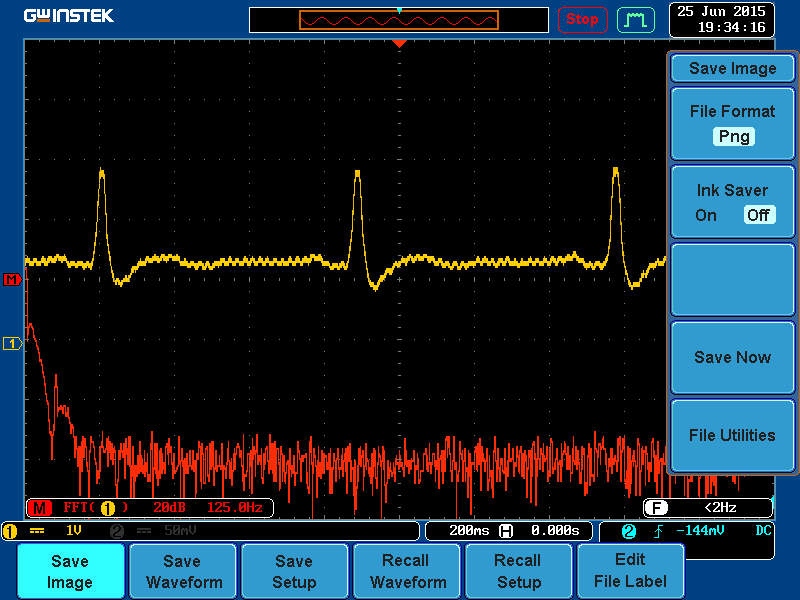 GWINSTEK
Stop
25 Jun 2015
19:34:16
Save Image
File Format
Png
Ink Saver
On Off
Save Now
File Utilities
M
1
M FFT( 1 ) 20dB 125.0Hz
F <2Hz
1 1V 2 50mV
200ms H 0.000s
2 -144mV DC
Save Image
Save Waveform
Save Setup
Recall Waveform
Recall Setup
Edit File Label